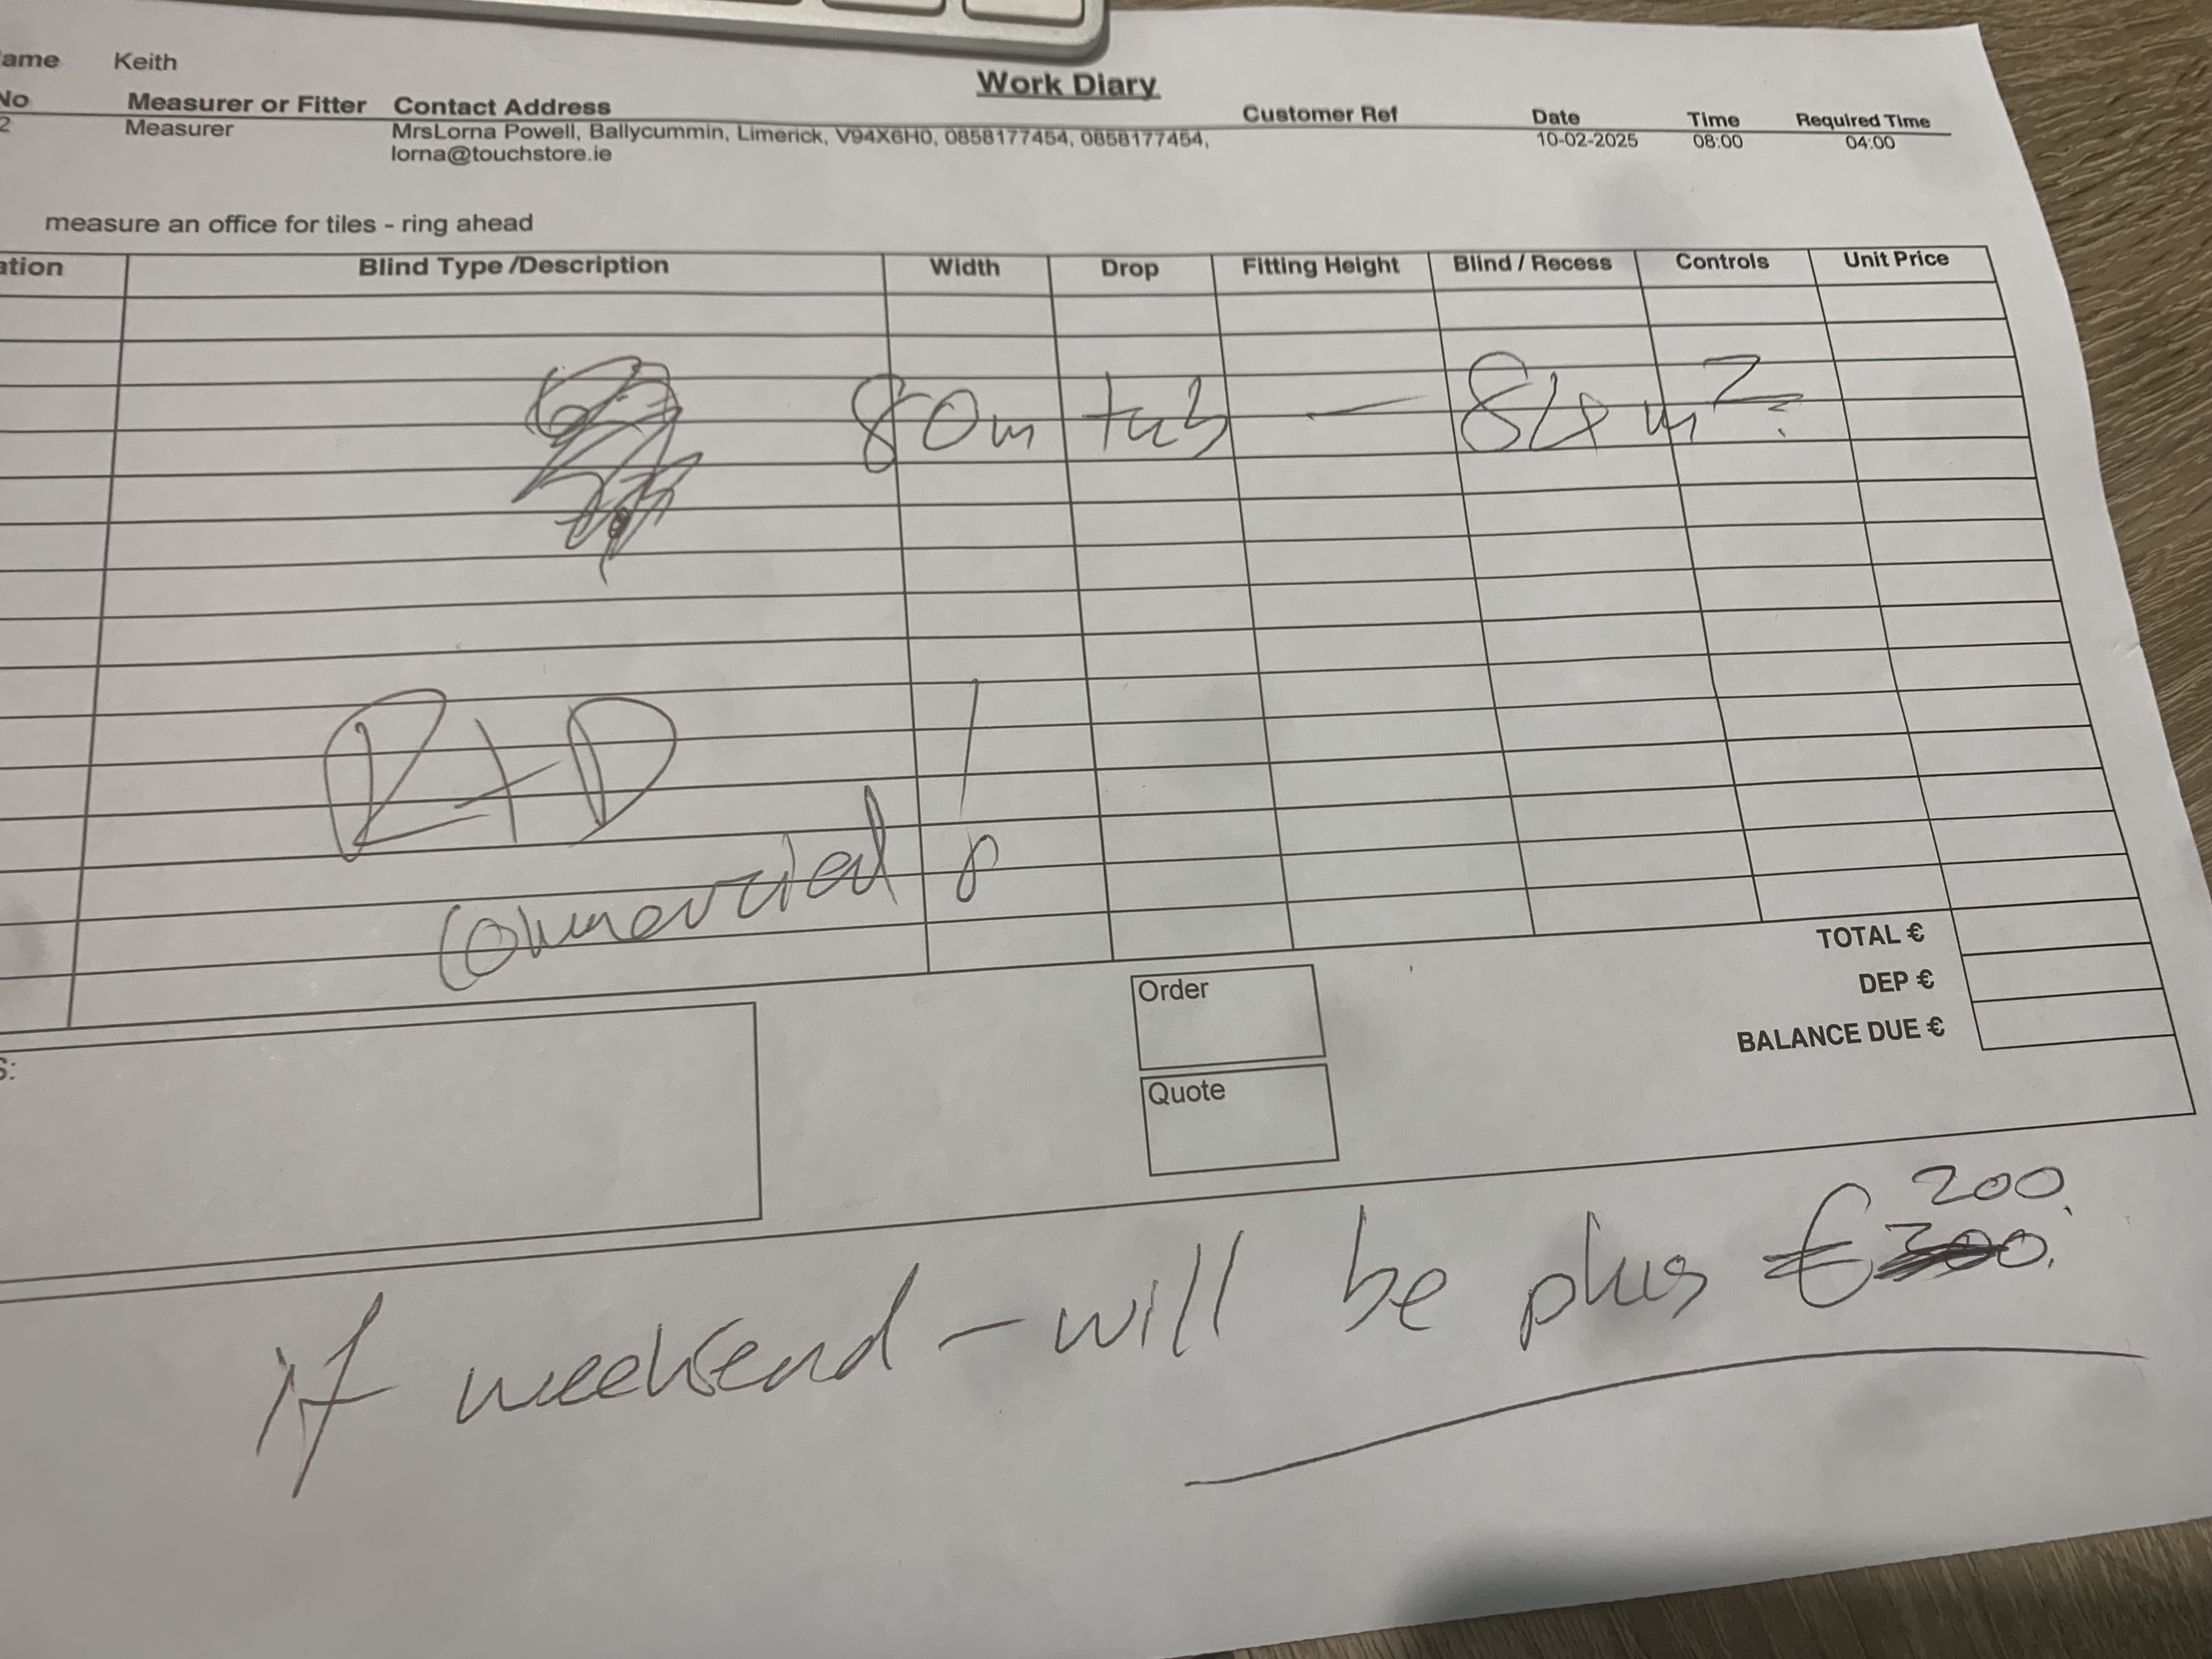 ame Keith
Work Diary
No Measurer or Fitter Contact Address Customer Ref Date Time Required Time
2 Measurer MrsLorna Powell, Ballycummin, Limerick, V94X6H0, 0858177454, 0858177454, 10-02-2025 08:00 04:00
lorna@touchstore.ie
measure an office for tiles - ring ahead
ation Blind Type /Description Width Drop Fitting Height Blind / Recess Controls Unit Price
80m - m²
R+D
Commercial
TOTAL €
Order
DEP €
BALANCE DUE €
S:
Quote
200.
if weekend - will be plus €300.